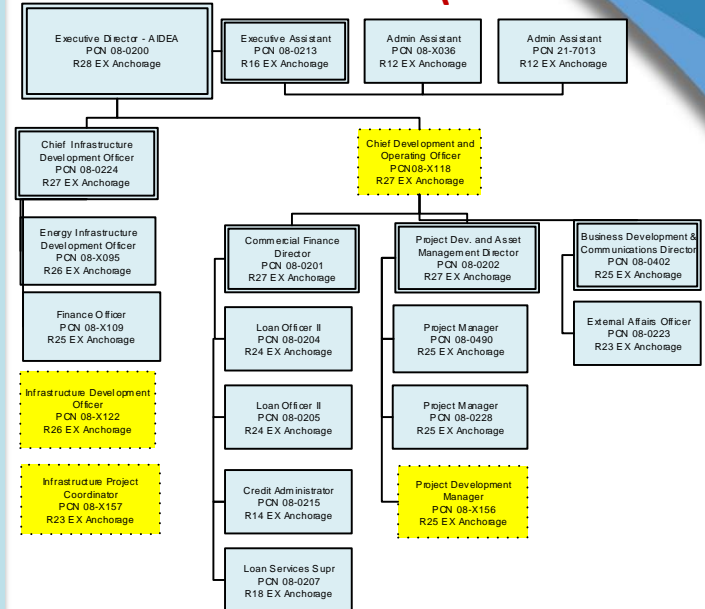 Executive Director - AIDEA
PCN 08-0200
R28 EX Anchorage
Executive Assistant
PCN 08-0213
R16 EX Anchorage
Admin Assistant
PCN 08-X036
R12 EX Anchorage
Admin Assistant
PCN 21-7013
R12 EX Anchorage
Chief Infrastructure
Development Officer
PCN 08-0224
R27 EX Anchorage
Chief Development and
Operating Officer
PCN08-X118
R27 EX Anchorage
Energy Infrastructure
Development Officer
PCN 08-X095
R26 EX Anchorage
Finance Officer
PCN 08-X109
R25 EX Anchorage
Infrastructure Development
Officer
PCN 08-X122
R26 EX Anchorage
Infrastructure Project
Coordinator
PCN 08-X157
R23 EX Anchorage
Commercial Finance
Director
PCN 08-0201
R27 EX Anchorage
Loan Officer II
PCN 08-0204
R24 EX Anchorage
Loan Officer II
PCN 08-0205
R24 EX Anchorage
Credit Administrator
PCN 08-0215
R14 EX Anchorage
Loan Services Supr
PCN 08-0207
R18 EX Anchorage
Project Dev. and Asset
Management Director
PCN 08-0202
R27 EX Anchorage
Project Manager
PCN 08-0490
R25 EX Anchorage
Project Manager
PCN 08-0228
R25 EX Anchorage
Project Development
Manager
PCN 08-X156
R25 EX Anchorage
Business Development &
Communications Director
PCN 08-0402
R25 EX Anchorage
External Affairs Officer
PCN 08-0223
R23 EX Anchorage